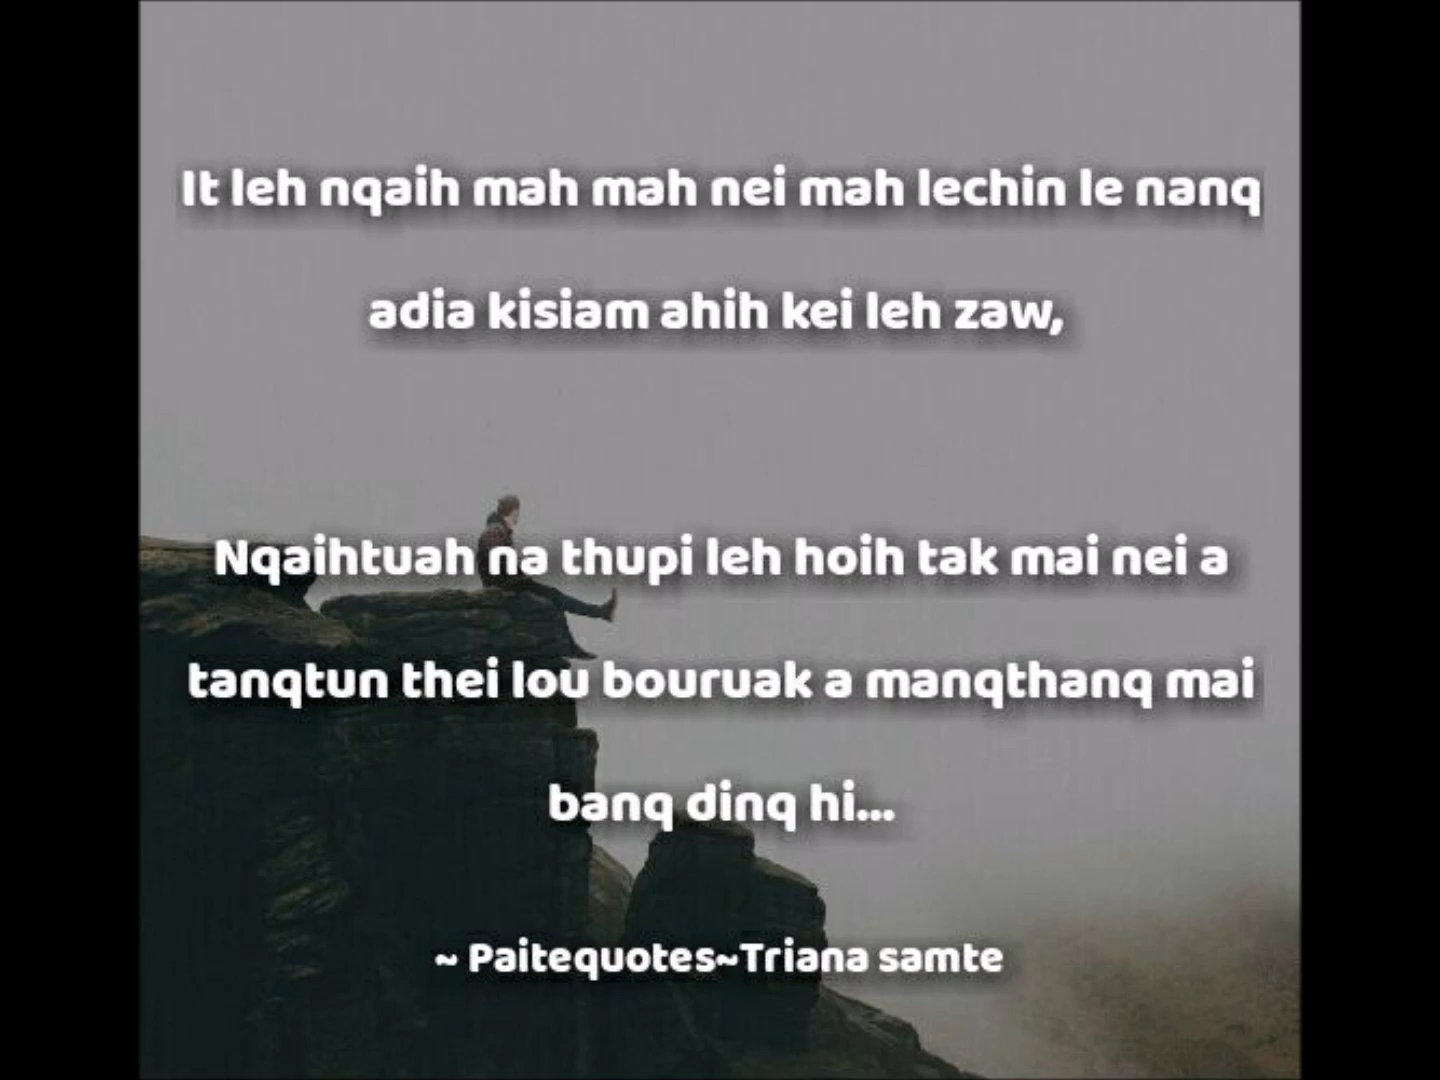 It leh nqaih mah mah nei mah lechin le nanq
adia kisiam ahih kei leh zaw,
Nqaihtuah na thupi leh hoih tak mai nei a
tanqtun thei lou bouruak a manqthanq mai
banq dinq hi...
~ Paitequotes~Triana samte